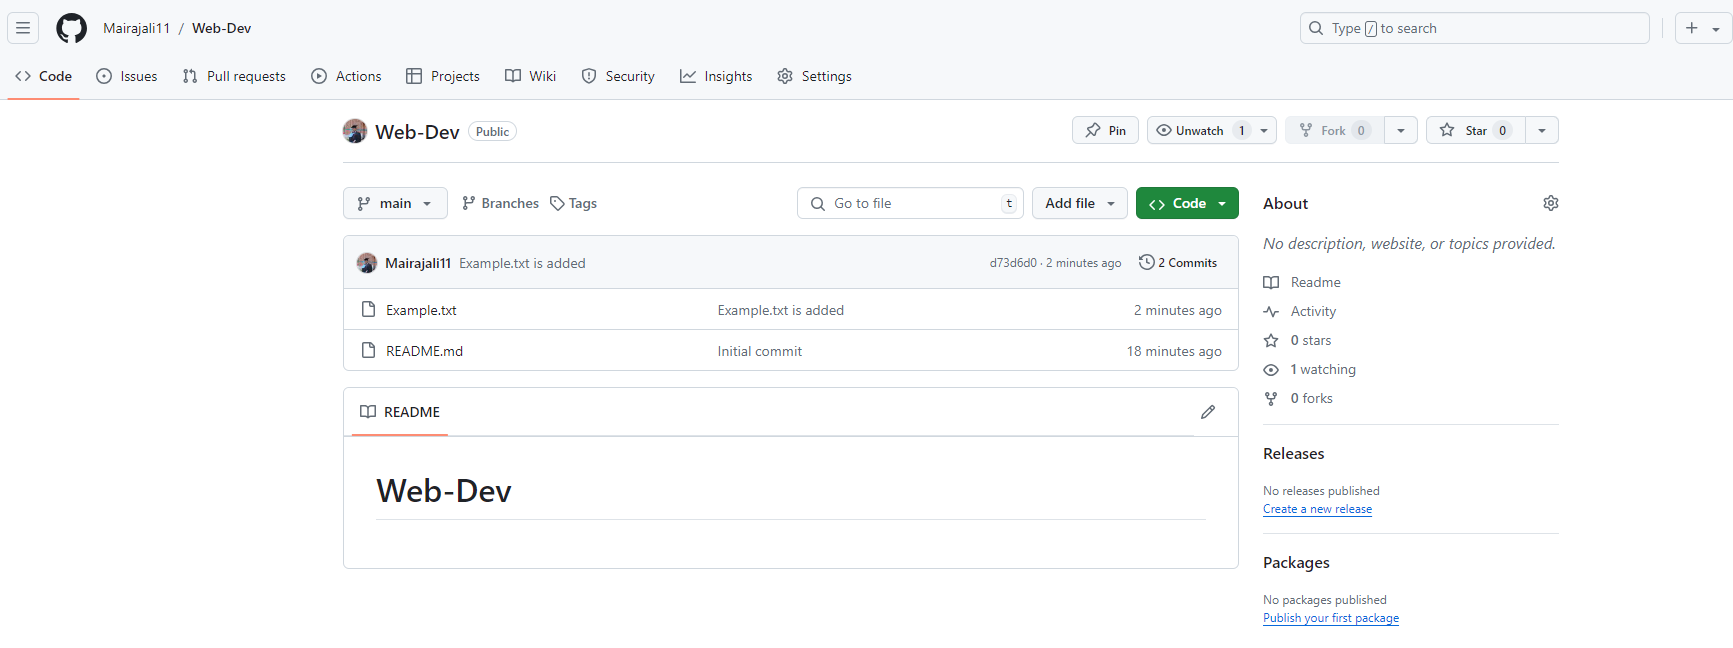 Mairajali11 / Web-Dev
Type / to search
Code Issues Pull requests Actions Projects Wiki Security Insights Settings
Web-Dev Public
Pin Unwatch 1 Fork 0 Star 0
main Branches Tags Go to file t Add file Code
Mairajali11 Example.txt is added d73d6d0 · 2 minutes ago 2 Commits
Example.txt Example.txt is added 2 minutes ago
README.md Initial commit 18 minutes ago
README
Web-Dev
About
No description, website, or topics provided.
Readme
Activity
0 stars
1 watching
0 forks
Releases
No releases published
Create a new release
Packages
No packages published
Publish your first package